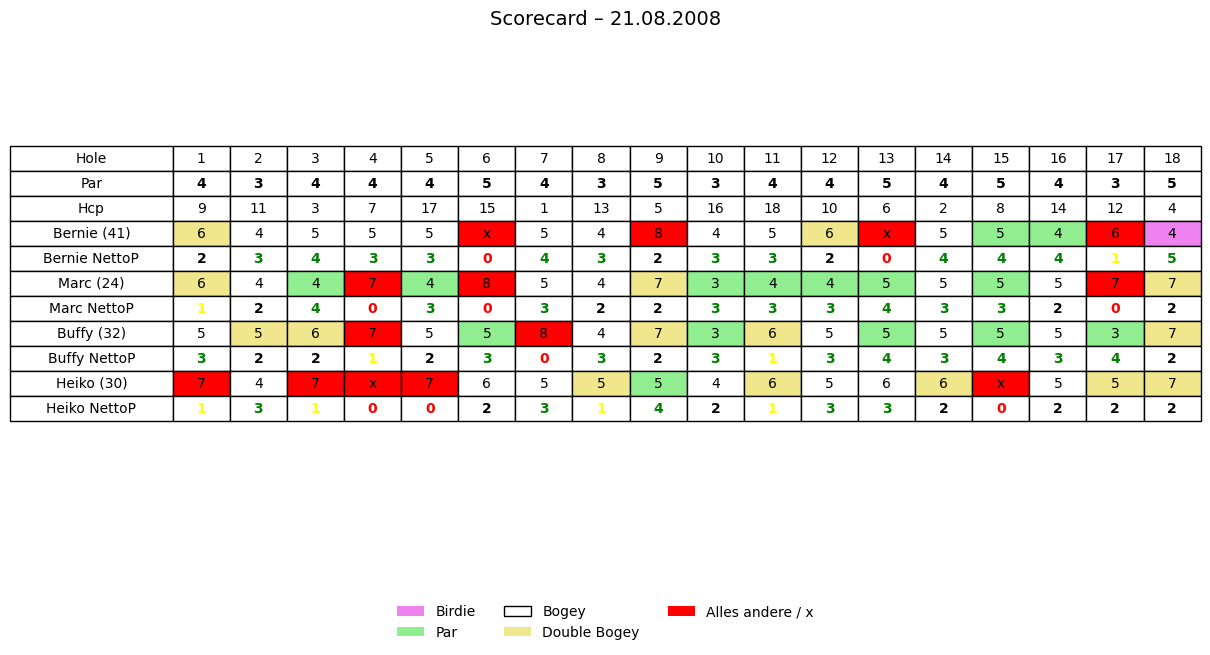 Scorecard – 21.08.2008
Hole 1 2 3 4 5 6 7 8 9 10 11 12 13 14 15 16 17 18
Par 4 3 4 4 4 5 4 3 5 3 4 4 5 4 5 4 3 5
Hcp 9 11 3 7 17 15 1 13 5 16 18 10 6 2 8 14 12 4
Bernie (41) 6 4 5 5 5 x 5 4 8 4 5 6 x 5 5 4 6 4
Bernie NettoP 2 3 4 3 3 0 4 3 2 3 3 2 0 4 4 4 1 5
Marc (24) 6 4 4 7 4 8 5 4 7 3 4 4 5 5 5 5 7 7
Marc NettoP 1 2 4 0 3 0 3 2 2 3 3 3 4 3 3 2 0 2
Buffy (32) 5 5 6 7 5 5 8 4 7 3 6 5 5 5 5 5 3 7
Buffy NettoP 3 2 2 1 2 3 0 3 2 3 1 3 4 3 4 3 4 2
Heiko (30) 7 4 7 x 7 6 5 5 5 4 6 5 6 6 x 5 5 7
Heiko NettoP 1 3 1 0 0 2 3 1 4 2 1 3 3 2 0 2 2 2
Birdie Bogey Alles andere / x
Par Double Bogey